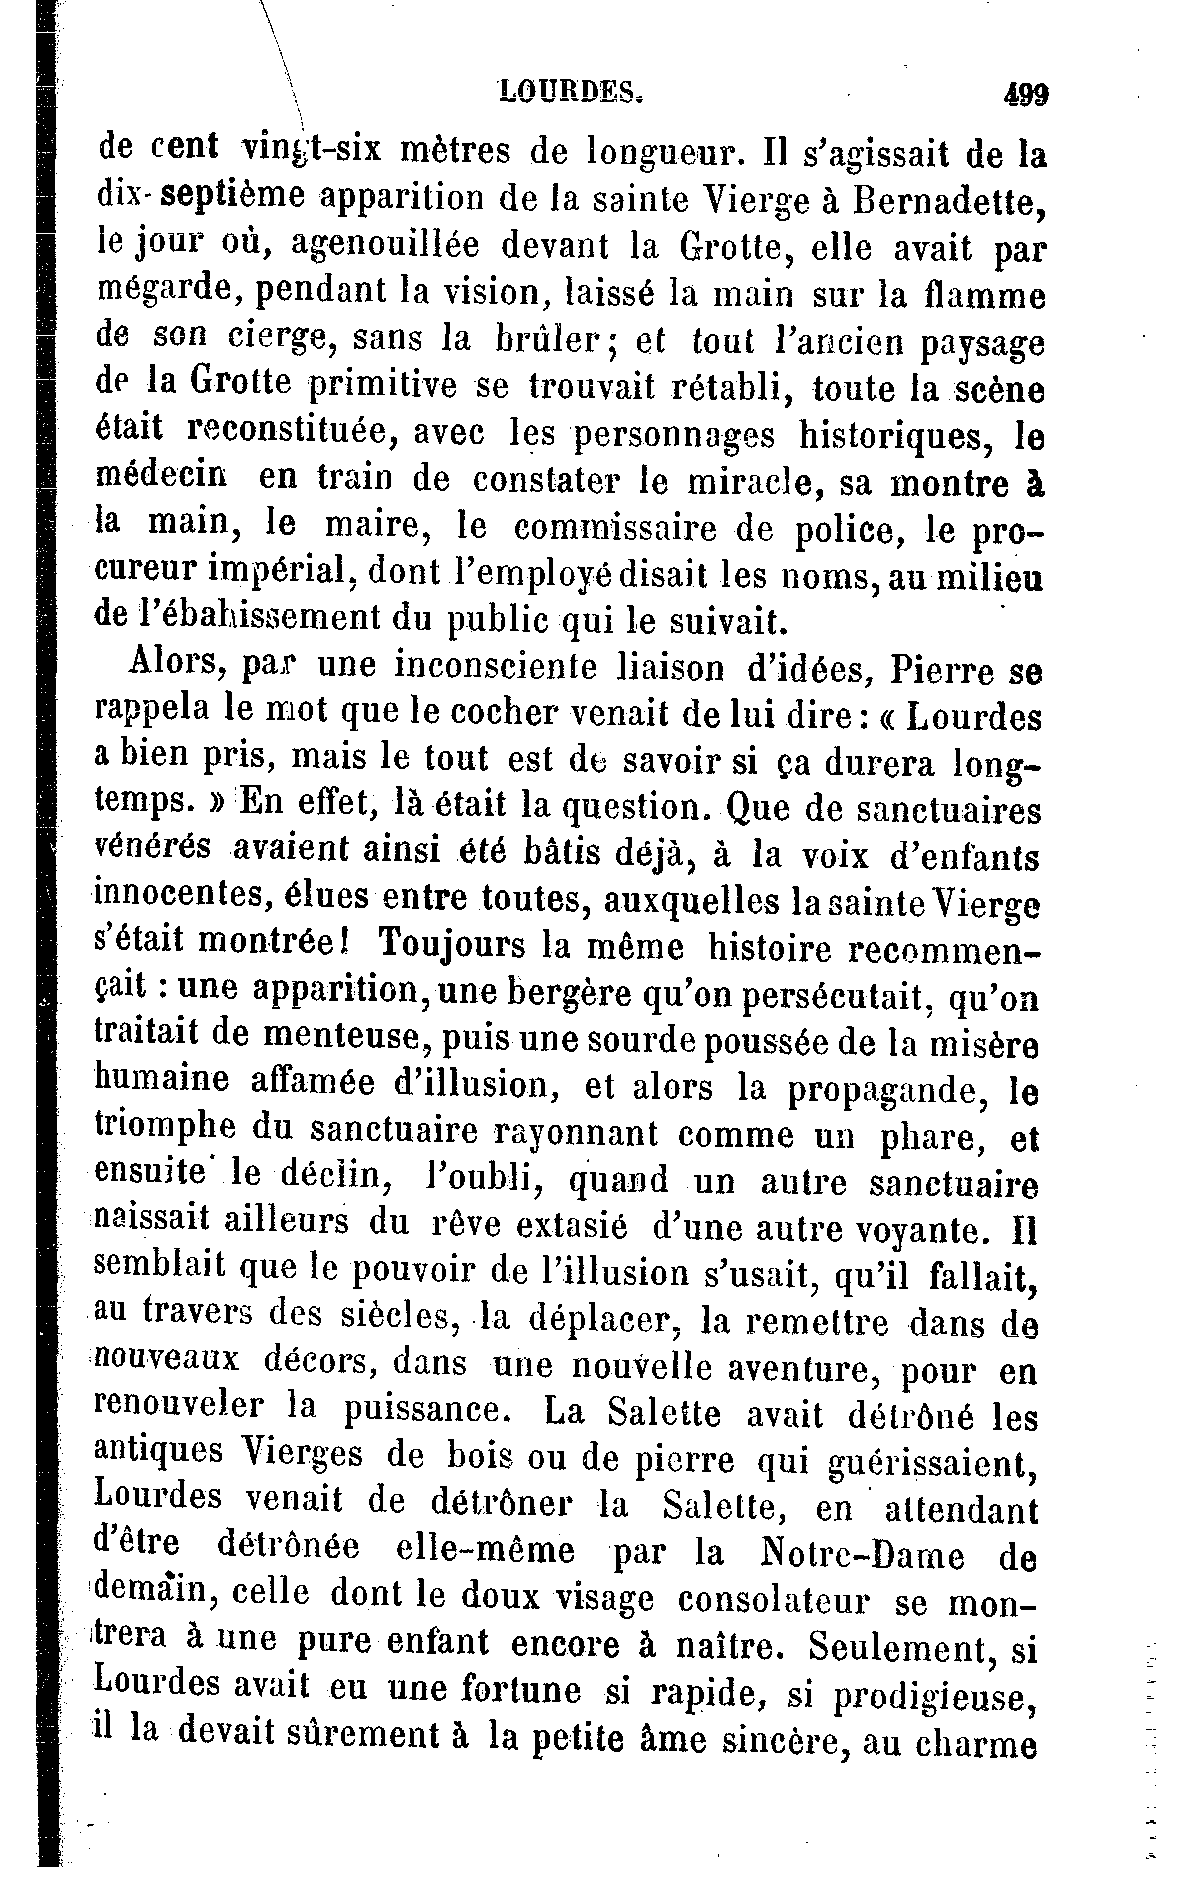 LOURDES. 499
de cent vingt-six mètres de longueur. Il s'agissait de la
dix-septième apparition de la sainte Vierge à Bernadette,
le jour où, agenouillée devant la Grotte, elle avait par
mégarde, pendant la vision, laissé la main sur la flamme
de son cierge, sans la brûler; et tout l'ancien paysage
de la Grotte primitive se trouvait rétabli, toute la scène
était reconstituée, avec les personnages historiques, le
médecin en train de constater le miracle, sa montre à
la main, le maire, le commissaire de police, le pro-
cureur impérial, dont l'employé disait les noms, au milieu
de l'ébahissement du public qui le suivait.
Alors, par une inconsciente liaison d'idées, Pierre se
rappela le mot que le cocher venait de lui dire : « Lourdes
a bien pris, mais le tout est de savoir si ça durera long-
temps. » En effet, là était la question. Que de sanctuaires
vénérés avaient ainsi été bâtis déjà, à la voix d'enfants
innocentes, élues entre toutes, auxquelles la sainte Vierge
s'était montrée! Toujours la même histoire recommen-
çait : une apparition, une bergère qu'on persécutait, qu'on
traitait de menteuse, puis une sourde poussée de la misère
humaine affamée d'illusion, et alors la propagande, le
triomphe du sanctuaire rayonnant comme un phare, et
ensuite le déclin, l'oubli, quand un autre sanctuaire
naissait ailleurs du rêve extasié d'une autre voyante. Il
semblait que le pouvoir de l'illusion s'usait, qu'il fallait,
au travers des siècles, la déplacer, la remettre dans de
nouveaux décors, dans une nouvelle aventure, pour en
renouveler la puissance. La Salette avait détrôné les
antiques Vierges de bois ou de pierre qui guérissaient,
Lourdes venait de détrôner la Salette, en attendant
d'être détrônée elle-même par la Notre-Dame de
demain, celle dont le doux visage consolateur se mon-
trera à une pure enfant encore à naître. Seulement, si
Lourdes avait eu une fortune si rapide, si prodigieuse,
il la devait sûrement à la petite âme sincère, au charme